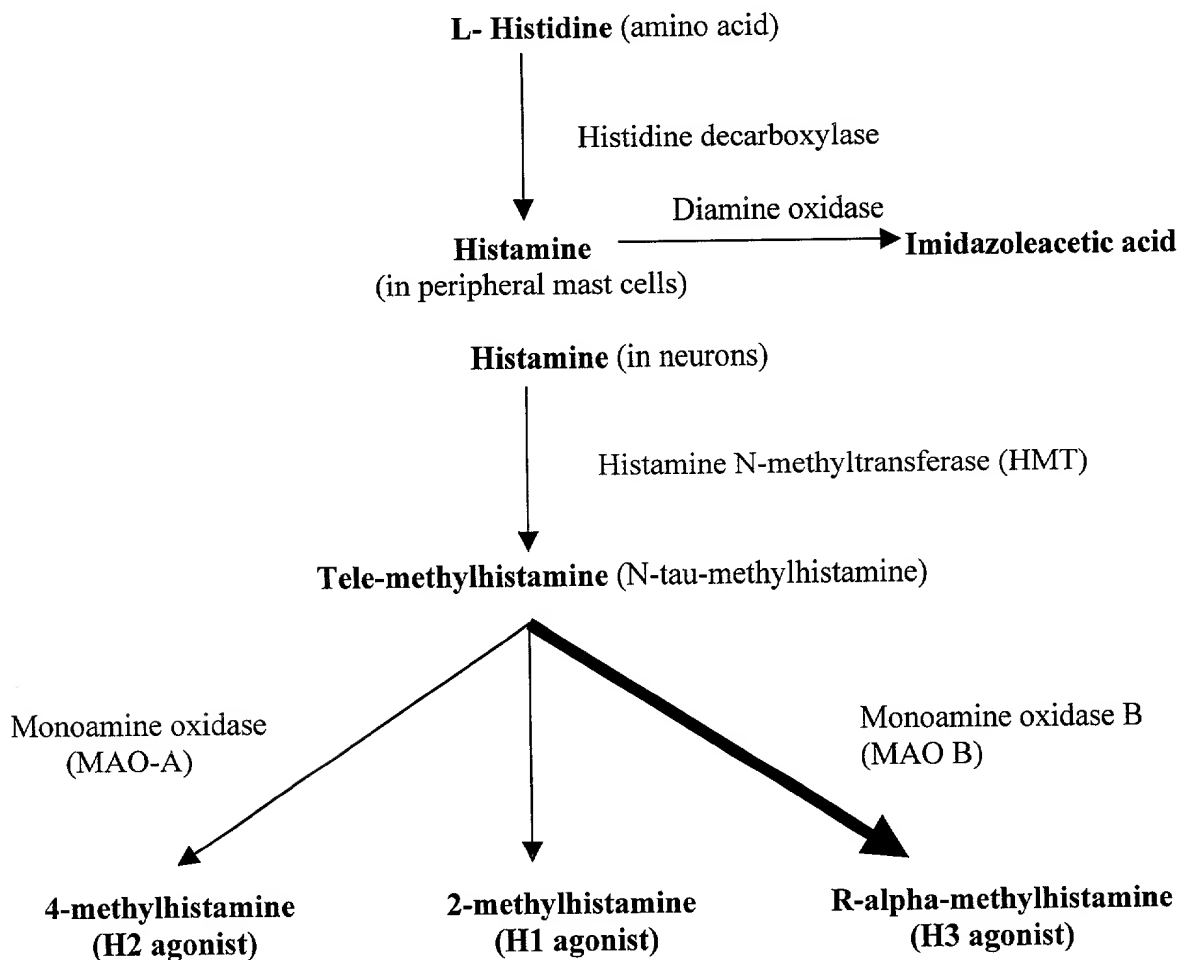 L- Histidine (amino acid)
Histidine decarboxylase
Diamine oxidase
Histamine
(in peripheral mast cells)
Imidazoleacetic acid
Histamine (in neurons)
Histamine N-methyltransferase (HMT)
Tele-methylhistamine (N-tau-methylhistamine)
Monoamine oxidase
(MAO-A)
Monoamine oxidase B
(MAO B)
4-methylhistamine
(H2 agonist)
2-methylhistamine
(H1 agonist)
R-alpha-methylhistamine
(H3 agonist)